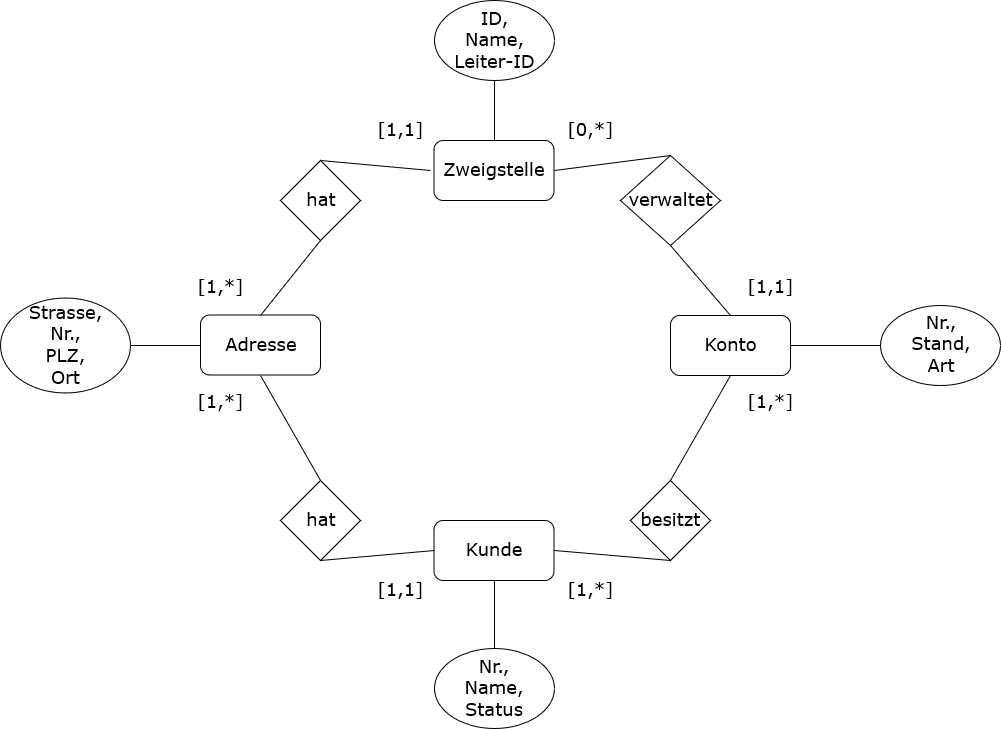 ID,
Name,
Leiter-ID
[1,1]
[0,*]
Zweigstelle
hat
verwaltet
[1,*]
[1,1]
Strasse,
Nr.,
PLZ,
Ort
Adresse
Konto
Nr.,
Stand,
Art
[1,*]
[1,*]
hat
besitzt
Kunde
[1,1]
[1,*]
Nr.,
Name,
Status